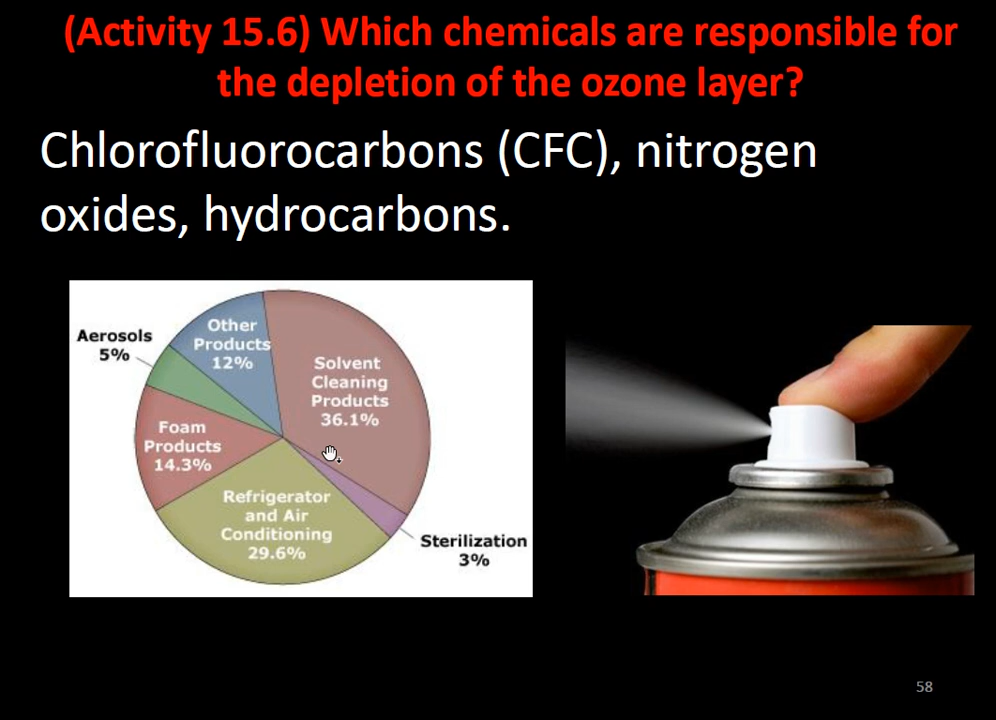 (Activity 15.6) Which chemicals are responsible for
the depletion of the ozone layer?
Chlorofluorocarbons (CFC), nitrogen
oxides, hydrocarbons.
Aerosols
5%
Other
Products
12%
Solvent
Cleaning
Products
36.1%
Foam
Products
14.3%
Refrigerator
and Air
Conditioning
29.6%
Sterilization
3%
58